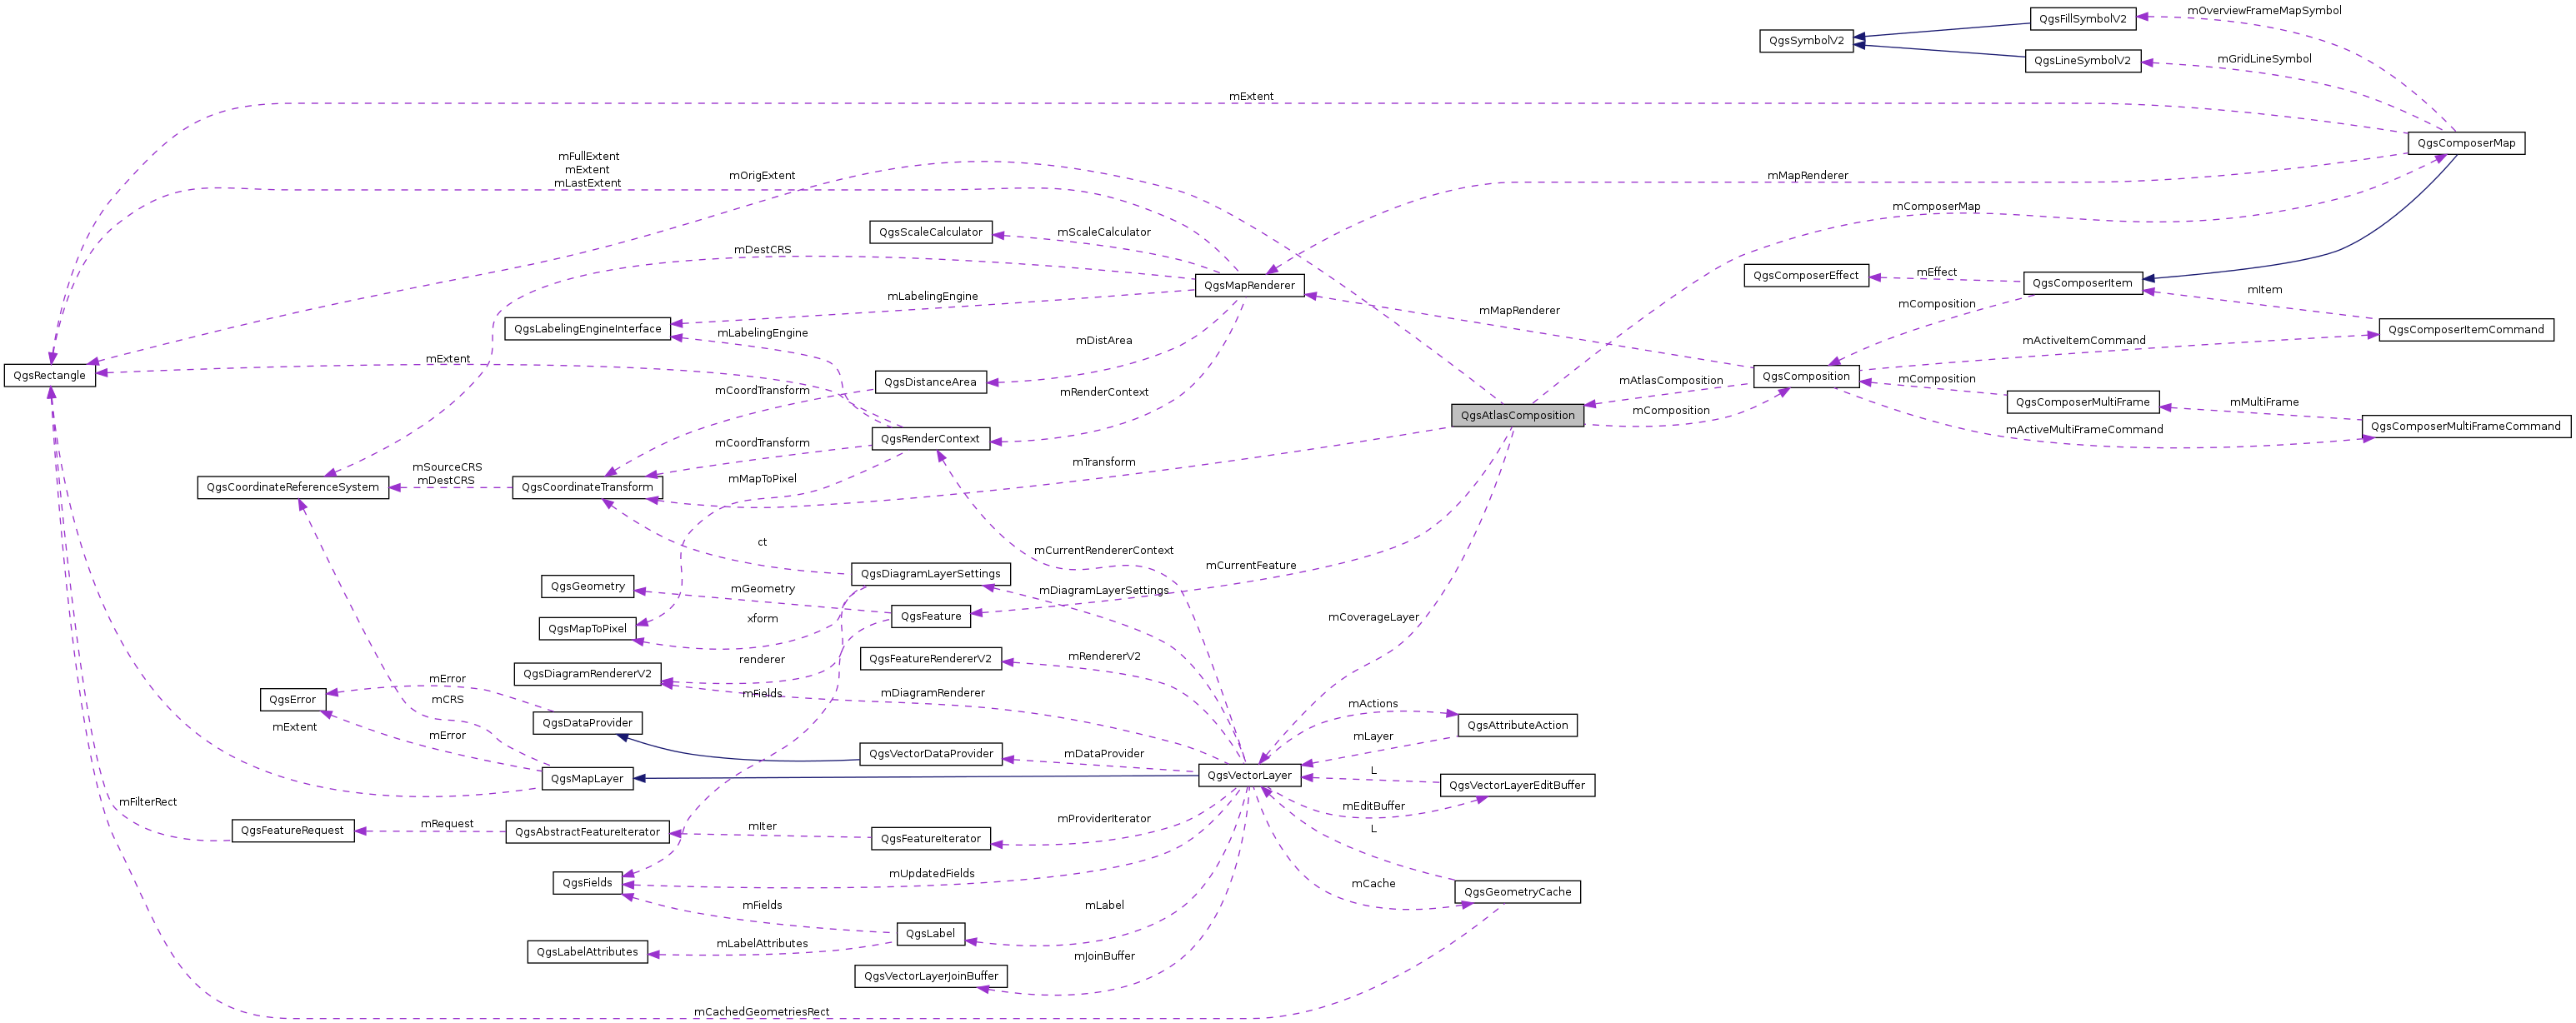 mOverviewFrameMapSymbol
QgsFillSymbolV2
QgsSymbolV2
mGridLineSymbol
QgsLineSymbolV2
mExtent
QgsComposerMap
mFullExtent
mExtent
mLastExtent
mOrigExtent
mMapRenderer
mComposerMap
QgsScaleCalculator
mScaleCalculator
mDestCRS
QgsMapRenderer
QgsComposerEffect
mEffect
QgsComposerItem
mItem
mLabelingEngine
mComposition
mMapRenderer
QgsLabelingEngineInterface
mLabelingEngine
QgsComposerItemCommand
mDistArea
mActiveItemCommand
mExtent
QgsRectangle
QgsDistanceArea
QgsComposition
mAtlasComposition
mComposition
mCoordTransform
mRenderContext
QgsComposerMultiFrame
mMultiFrame
mComposition
QgsAtlasComposition
QgsComposerMultiFrameCommand
mActiveMultiFrameCommand
QgsRenderContext
mCoordTransform
mTransform
mSourceCRS
mDestCRS
mMapToPixel
QgsCoordinateReferenceSystem
QgsCoordinateTransform
ct
mCurrentRendererContext
mCurrentFeature
QgsDiagramLayerSettings
QgsGeometry
mGeometry
mDiagramLayerSettings
QgsFeature
xform
mCoverageLayer
QgsMapToPixel
renderer
QgsFeatureRendererV2
mRendererV2
QgsDiagramRendererV2
mError
mFields
mDiagramRenderer
QgsError
mCRS
mActions
QgsDataProvider
QgsAttributeAction
mExtent
mError
mLayer
QgsVectorDataProvider
mDataProvider
QgsMapLayer
QgsVectorLayer
L
QgsVectorLayerEditBuffer
mFilterRect
mEditBuffer
mRequest
mIter
mProviderIterator
L
QgsFeatureRequest
QgsAbstractFeatureIterator
QgsFeatureIterator
mUpdatedFields
QgsFields
mCache
QgsGeometryCache
mFields
mLabel
QgsLabel
mLabelAttributes
QgsLabelAttributes
mJoinBuffer
QgsVectorLayerJoinBuffer
mCachedGeometriesRect